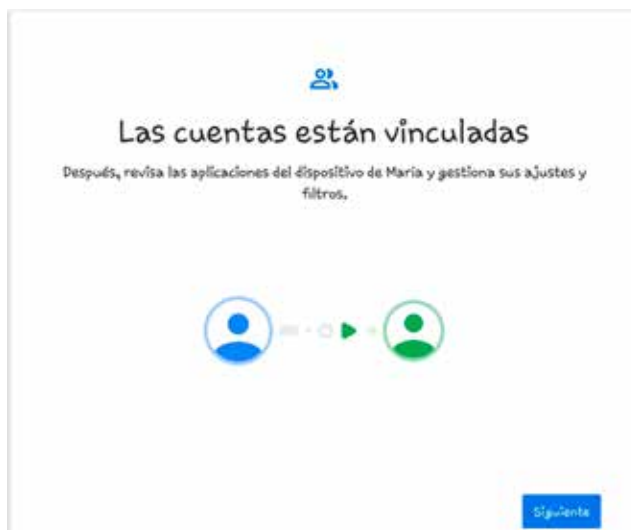 Las cuentas están vinculadas
Después, revisa las aplicaciones del dispositivo de María y gestiona sus ajustes y
filtros.
Siguiente